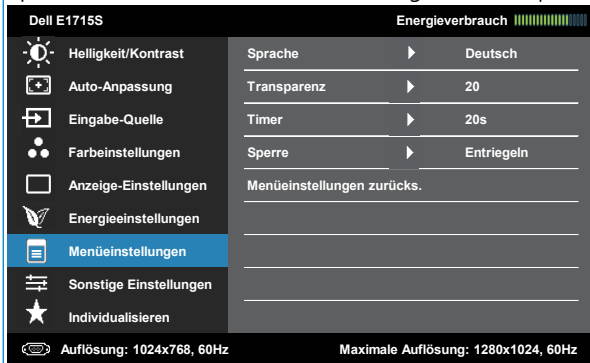 Dell E1715S Energieverbrauch
Helligkeit/Kontrast Sprache Deutsch
Auto-Anpassung Transparenz 20
Eingabe-Quelle Timer 20s
Farbeinstellungen Sperre Entriegeln
Anzeige-Einstellungen Menüeinstellungen zurücks.
Energieeinstellungen
Menüeinstellungen
Sonstige Einstellungen
Individualisieren
Auflösung: 1024x768, 60Hz Maximale Auflösung: 1280x1024, 60Hz